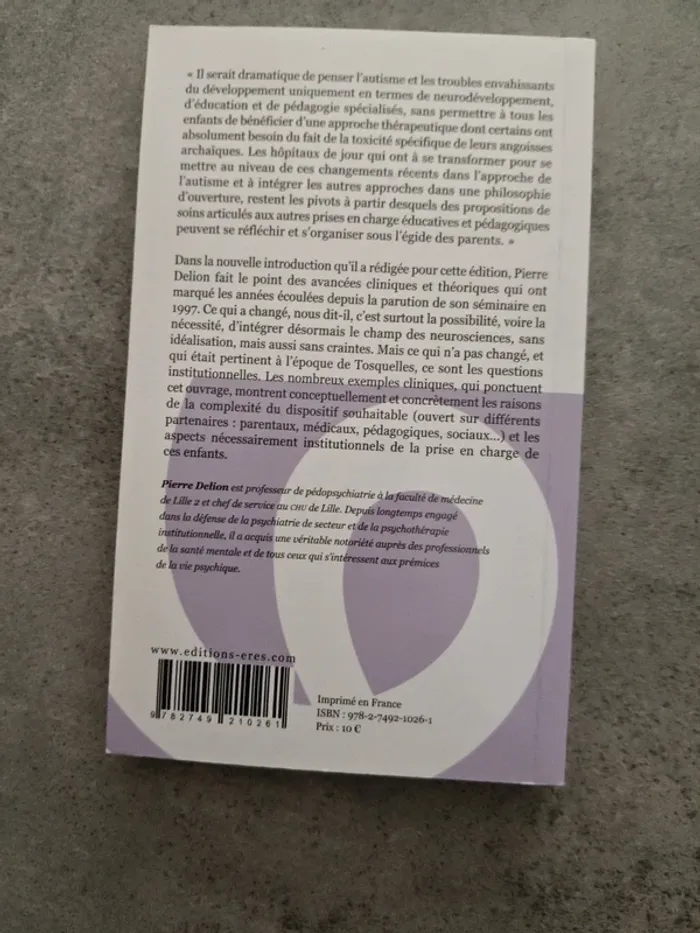 « Il serait dramatique de penser l'autisme et les troubles envahissants
du développement uniquement en termes de neurodéveloppement,
d'éducation et de pédagogie spécialisés, sans permettre à tous les
enfants de bénéficier d'une approche thérapeutique dont certains ont
absolument besoin du fait de la toxicité spécifique de leurs angoisses
archaïques. Les hôpitaux de jour qui ont à se transformer pour se
mettre au niveau de ces changements récents dans l'approche de
l'autisme et à intégrer les autres approches dans une philosophie
d'ouverture, restent les pivots à partir desquels des propositions de
soins articulés aux autres prises en charge éducatives et pédagogiques
peuvent se réfléchir et s'organiser sous l'égide des parents. »
Dans la nouvelle introduction qu'il a rédigée pour cette édition, Pierre
Delion fait le point des avancées cliniques et théoriques qui ont
marqué les années écoulées depuis la parution de son séminaire en
1997. Ce qui a changé, nous dit-il, c'est surtout la possibilité, voire la
nécessité, d'intégrer désormais le champ des neurosciences, sans
idéalisation, mais aussi sans craintes. Mais ce qui n'a pas changé, et
qui était pertinent à l'époque de Tosquelles, ce sont les questions
institutionnelles. Les nombreux exemples cliniques, qui ponctuent
cet ouvrage, montrent conceptuellement et concrètement les raisons
de la complexité du dispositif souhaitable (ouvert sur différents
partenaires : parentaux, médicaux, pédagogiques, sociaux...) et les
aspects nécessairement institutionnels de la prise en charge de
ces enfants.
Pierre Delion est professeur de pédopsychiatrie à la faculté de médecine
de Lille 2 et chef de service au CHU de Lille. Depuis longtemps engagé
dans la défense de la psychiatrie de secteur et de la psychothérapie
institutionnelle, il a acquis une véritable notoriété auprès des professionnels
de la santé mentale et de tous ceux qui s'intéressent aux prémices
de la vie psychique.
www.editions-eres.com
9 782749 210261
Imprimé en France
ISBN : 978-2-7492-1026-1
Prix : 10 €